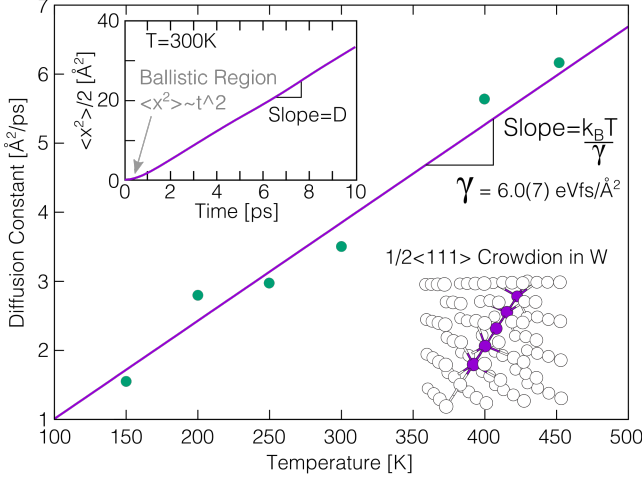 Diffusion Constant [Å²/ps]
7
6
5
4
3
2
1
100 150 200 250 300 350 400 450 500
Temperature [K]
<x²>/2 [Å²]
40
20
0
0 2 4 6 8 10
Time [ps]
T=300K
Ballistic Region
<x²>~t^2
Slope=D
Slope=k_BT
γ
γ = 6.0(7) eVfs/Å²
1/2<111> Crowdion in W